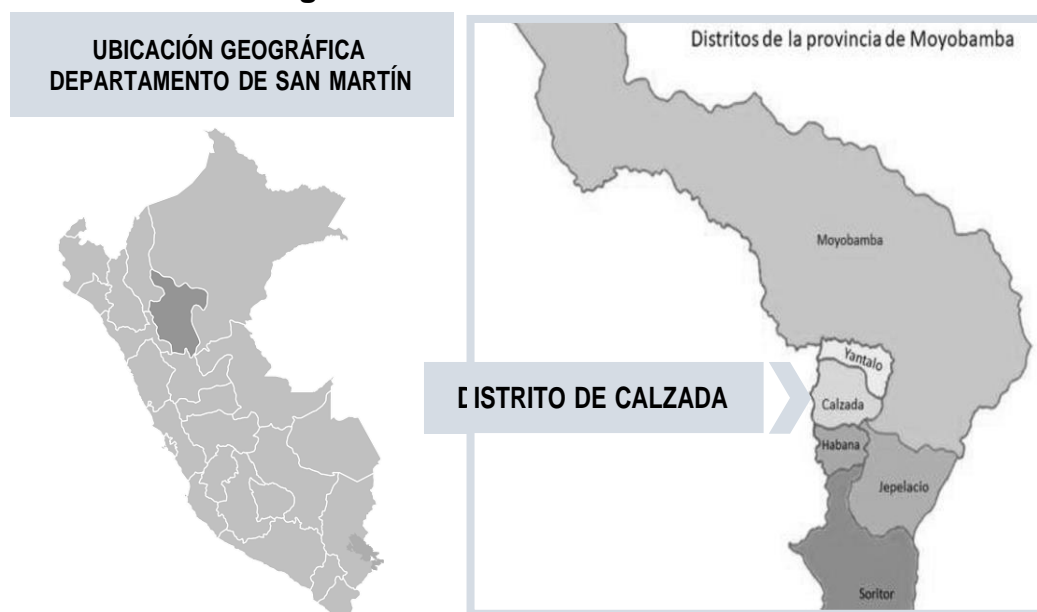 UBICACIÓN GEOGRÁFICA
DEPARTAMENTO DE SAN MARTÍN
Distritos de la provincia de Moyobamba
Moyobamba
Yantalo
DISTRITO DE CALZADA
Calzada
Habana
Jepelacio
Soritor